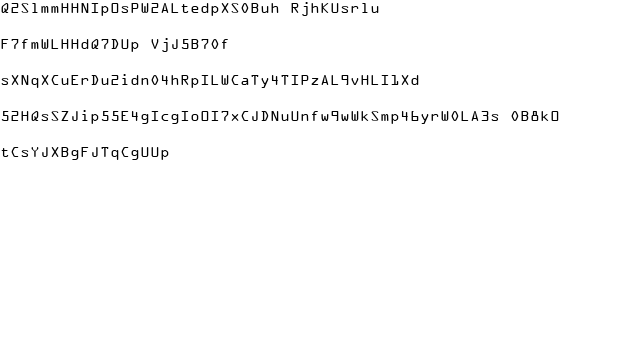 Q2SlmmHHNIpOsPW2ALtedpXS0Buh RjhKUsrlu
F7fmWLHHdQ7DUp VjJ5B70f
sXNqXCuErDu2idn04hRpILWCaTy4TIPzAL9vHLI1Xd
52HQsSZJip55E4gIcgIoOI7xCJDNuUnfw9wWkSmp46yrW0LA3s 0B8kO
tCsYJXBgFJTqCgUUp